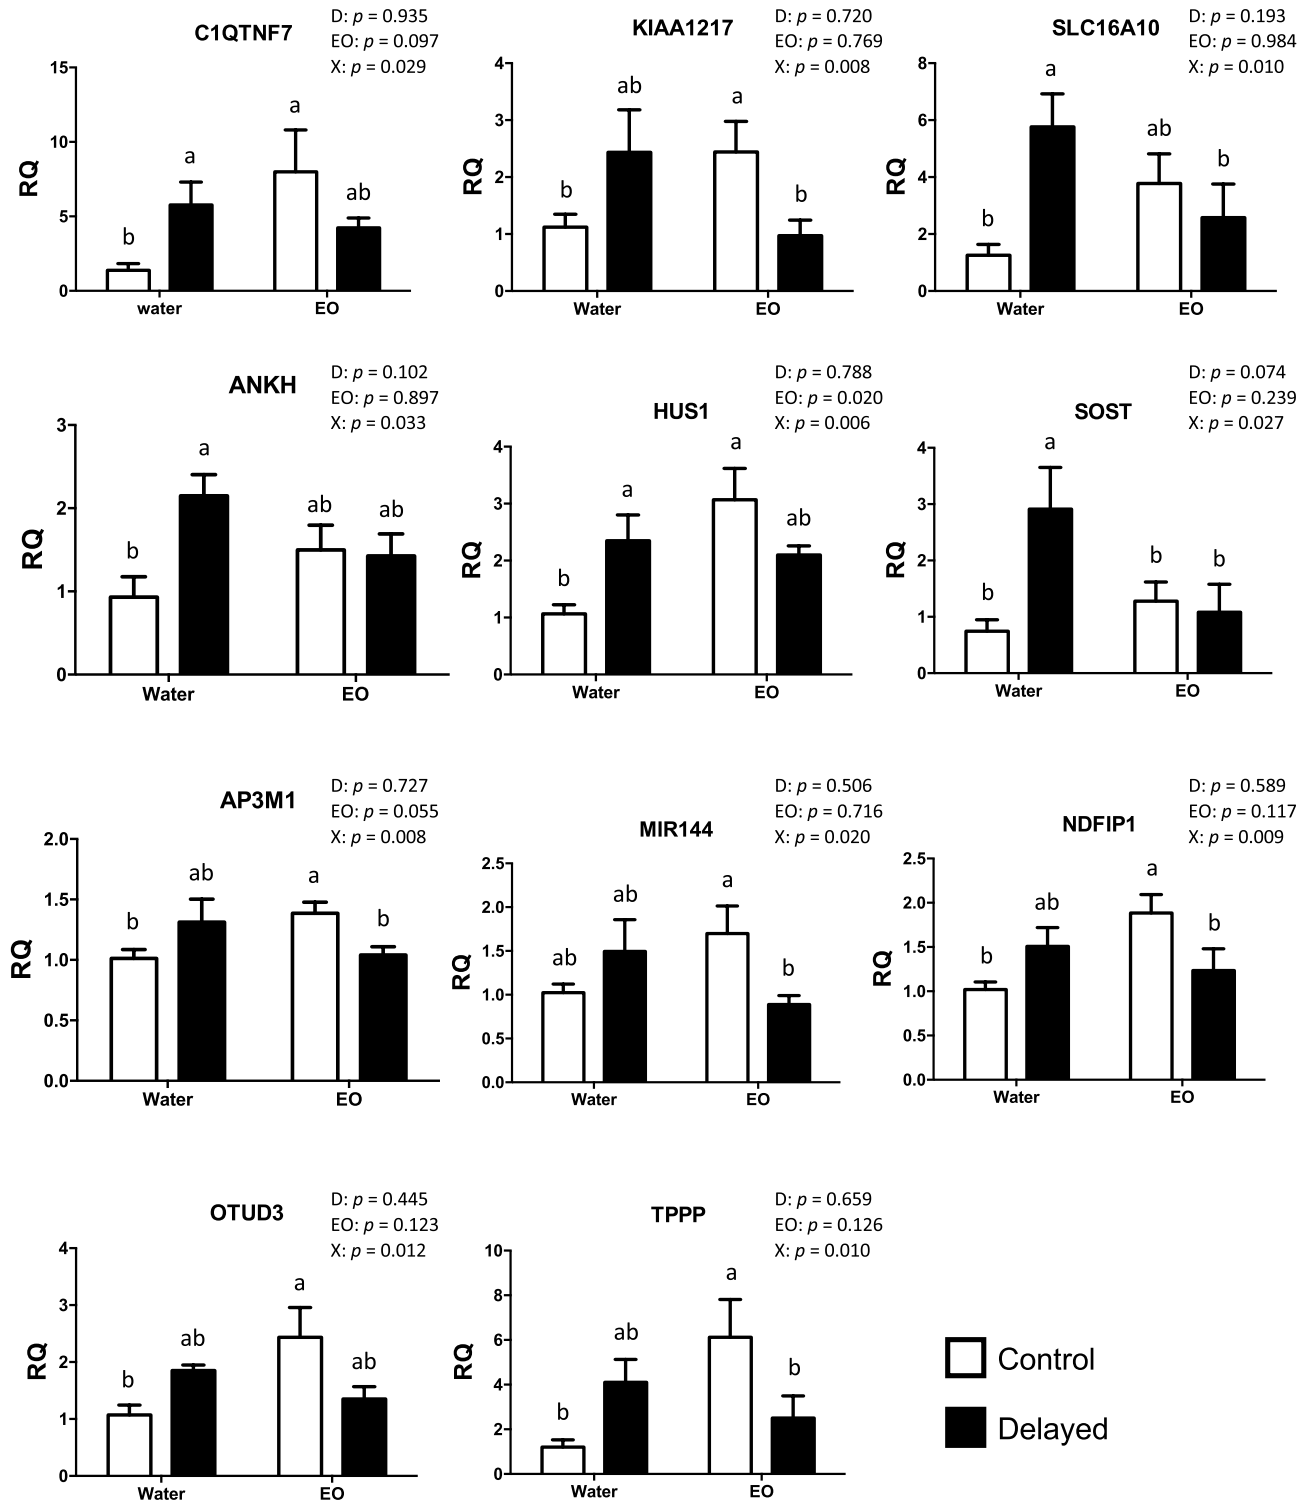 C1QTNF7
D: p = 0.935
EO: p = 0.097
X: p = 0.029
15
10
5
0
RQ
b
a
a
ab
water
EO
KIAA1217
D: p = 0.720
EO: p = 0.769
X: p = 0.008
4
3
2
1
0
RQ
b
ab
a
b
Water
EO
SLC16A10
D: p = 0.193
EO: p = 0.984
X: p = 0.010
8
6
4
2
0
RQ
b
a
ab
b
Water
EO
ANKH
D: p = 0.102
EO: p = 0.897
X: p = 0.033
3
2
1
0
RQ
b
a
ab
ab
Water
EO
HUS1
D: p = 0.788
EO: p = 0.020
X: p = 0.006
4
3
2
1
0
RQ
b
a
a
ab
Water
EO
SOST
D: p = 0.074
EO: p = 0.239
X: p = 0.027
4
3
2
1
0
RQ
b
a
b
b
Water
EO
AP3M1
D: p = 0.727
EO: p = 0.055
X: p = 0.008
2.0
1.5
1.0
0.5
0.0
RQ
b
ab
a
b
Water
EO
MIR144
D: p = 0.506
EO: p = 0.716
X: p = 0.020
2.5
2.0
1.5
1.0
0.5
0.0
RQ
ab
ab
a
b
Water
EO
NDFIP1
D: p = 0.589
EO: p = 0.117
X: p = 0.009
2.5
2.0
1.5
1.0
0.5
0.0
RQ
b
ab
a
b
Water
EO
OTUD3
D: p = 0.445
EO: p = 0.123
X: p = 0.012
4
3
2
1
0
RQ
b
ab
a
ab
Water
EO
TPPP
D: p = 0.659
EO: p = 0.126
X: p = 0.010
10
8
6
4
2
0
RQ
b
ab
a
b
Water
EO
Control
Delayed